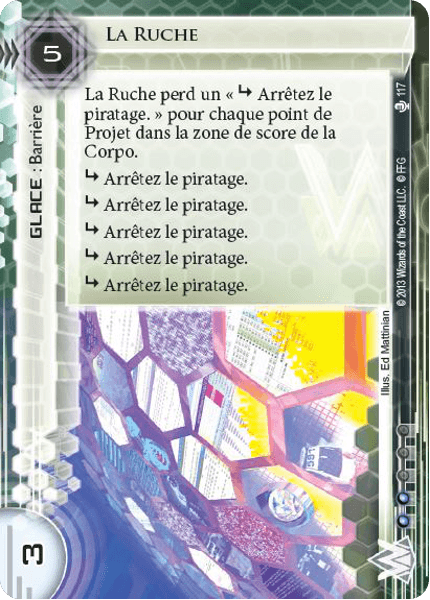 5
La Ruche
La Ruche perd un « ↳ Arrêtez le
piratage. » pour chaque point de
Projet dans la zone de score de la
Corpo.
↳ Arrêtez le piratage.
↳ Arrêtez le piratage.
↳ Arrêtez le piratage.
↳ Arrêtez le piratage.
↳ Arrêtez le piratage.
GLACE : Barrière
Illus. Ed Mattinian
© 2013 Wizards of the Coast LLC. © FFG
117
3